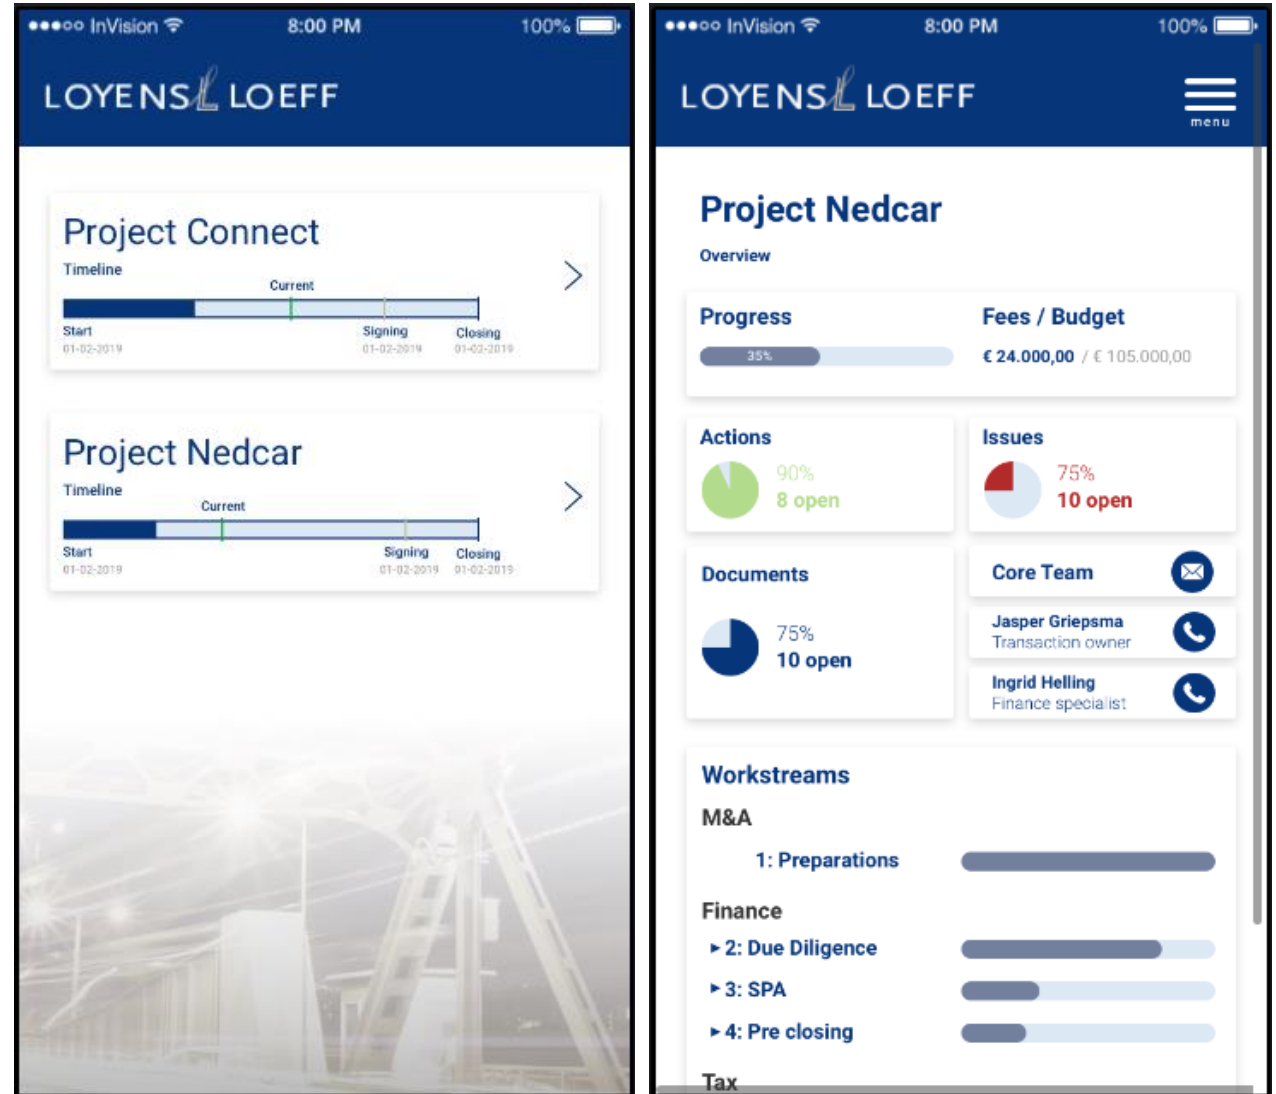 InVision 8:00 PM 100%
LOYENS LOEFF
Project Connect
Timeline
Current
Start Signing Closing
01-02-2019 01-02-2019 01-02-2019
Project Nedcar
Timeline
Current
Start Signing Closing
01-02-2019 01-02-2019 01-02-2019
InVision 8:00 PM 100%
LOYENS LOEFF
menu
Project Nedcar
Overview
Progress Fees / Budget
35% € 24.000,00 / € 105.000,00
Actions Issues
90% 75%
8 open 10 open
Documents Core Team
75%
10 open
Jasper Griepsma
Transaction owner
Ingrid Helling
Finance specialist
Workstreams
M&A
1: Preparations
Finance
2: Due Diligence
3: SPA
4: Pre closing
Tax